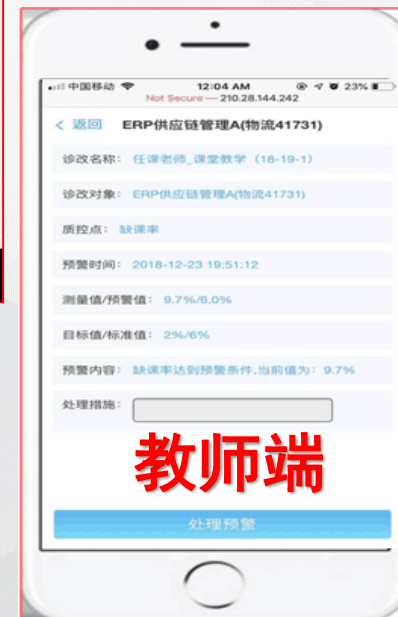 中国移动 12:04 AM 23%
Not Secure — 210.28.144.242
< 返回 ERP供应链管理A(物流41731)
诊改名称: 任课老师_课堂教学 (18-19-1)
诊改对象: ERP供应链管理A(物流41731)
质控点: 缺课率
预警时间: 2018-12-23 19:51:12
测量值/预警值: 9.7%/6.0%
目标值/标准值: 2%/6%
预警内容: 缺课率达到预警条件,当前值为: 9.7%
处理措施:
教师端
处理预警